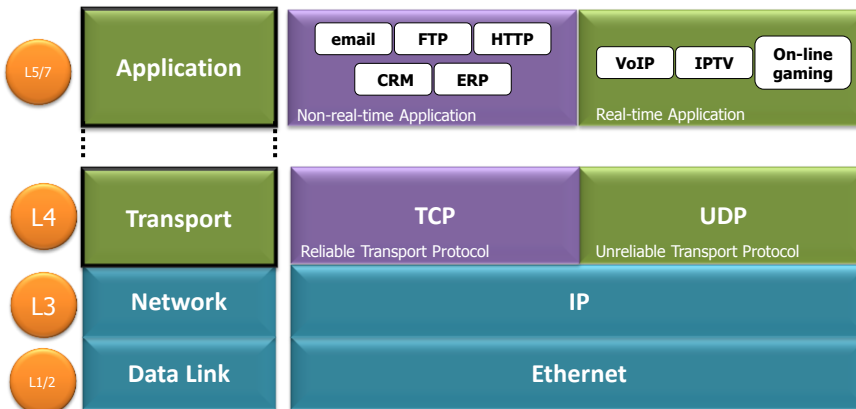 L5/7
Application
email FTP HTTP
CRM ERP
Non-real-time Application
VoIP IPTV On-line
gaming
Real-time Application
L4
Transport
TCP
Reliable Transport Protocol
UDP
Unreliable Transport Protocol
L3
Network
IP
L1/2
Data Link
Ethernet